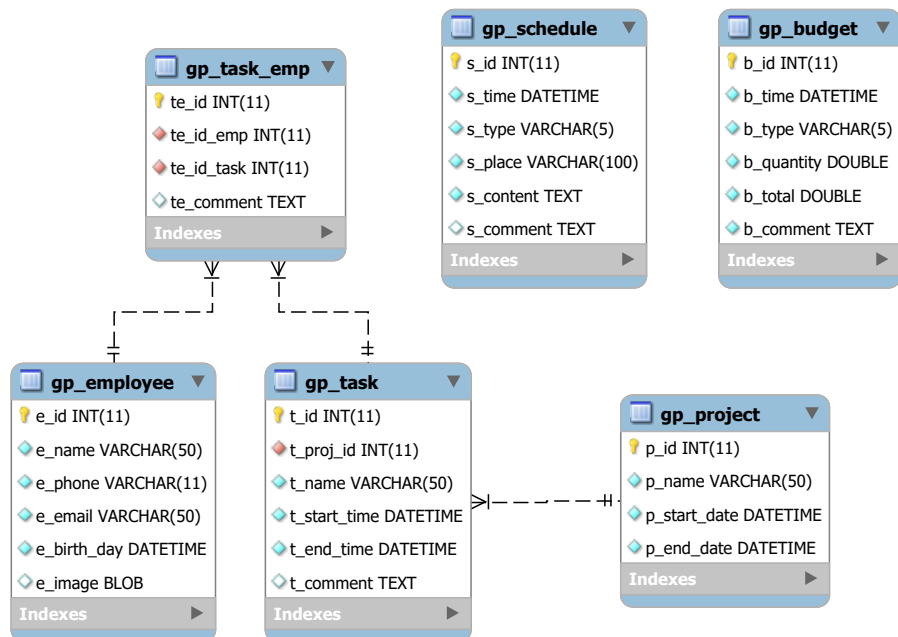 gp_task_emp
te_id INT(11)
te_id_emp INT(11)
te_id_task INT(11)
te_comment TEXT
Indexes
gp_schedule
s_id INT(11)
s_time DATETIME
s_type VARCHAR(5)
s_place VARCHAR(100)
s_content TEXT
s_comment TEXT
Indexes
gp_budget
b_id INT(11)
b_time DATETIME
b_type VARCHAR(5)
b_quantity DOUBLE
b_total DOUBLE
b_comment TEXT
Indexes
gp_employee
e_id INT(11)
e_name VARCHAR(50)
e_phone VARCHAR(11)
e_email VARCHAR(50)
e_birth_day DATETIME
e_image BLOB
Indexes
gp_task
t_id INT(11)
t_proj_id INT(11)
t_name VARCHAR(50)
t_start_time DATETIME
t_end_time DATETIME
t_comment TEXT
Indexes
gp_project
p_id INT(11)
p_name VARCHAR(50)
p_start_date DATETIME
p_end_date DATETIME
Indexes